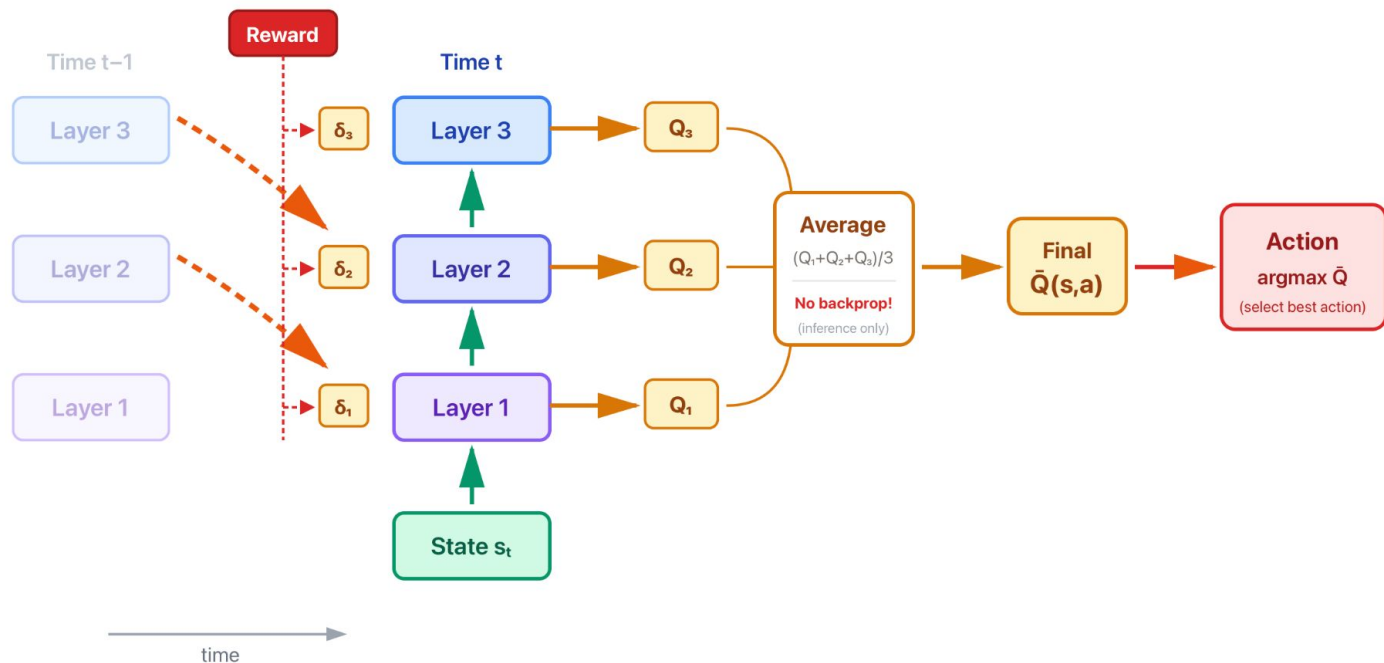 Reward
Time t−1
Time t
Layer 3
δ₃
Layer 3
Q₃
Layer 2
δ₂
Layer 2
Q₂
Layer 1
δ₁
Layer 1
Q₁
State sₜ
Average
(Q₁+Q₂+Q₃)/3
No backprop!
(inference only)
Final
Q̄(s,a)
Action
argmax Q̄
(select best action)
time